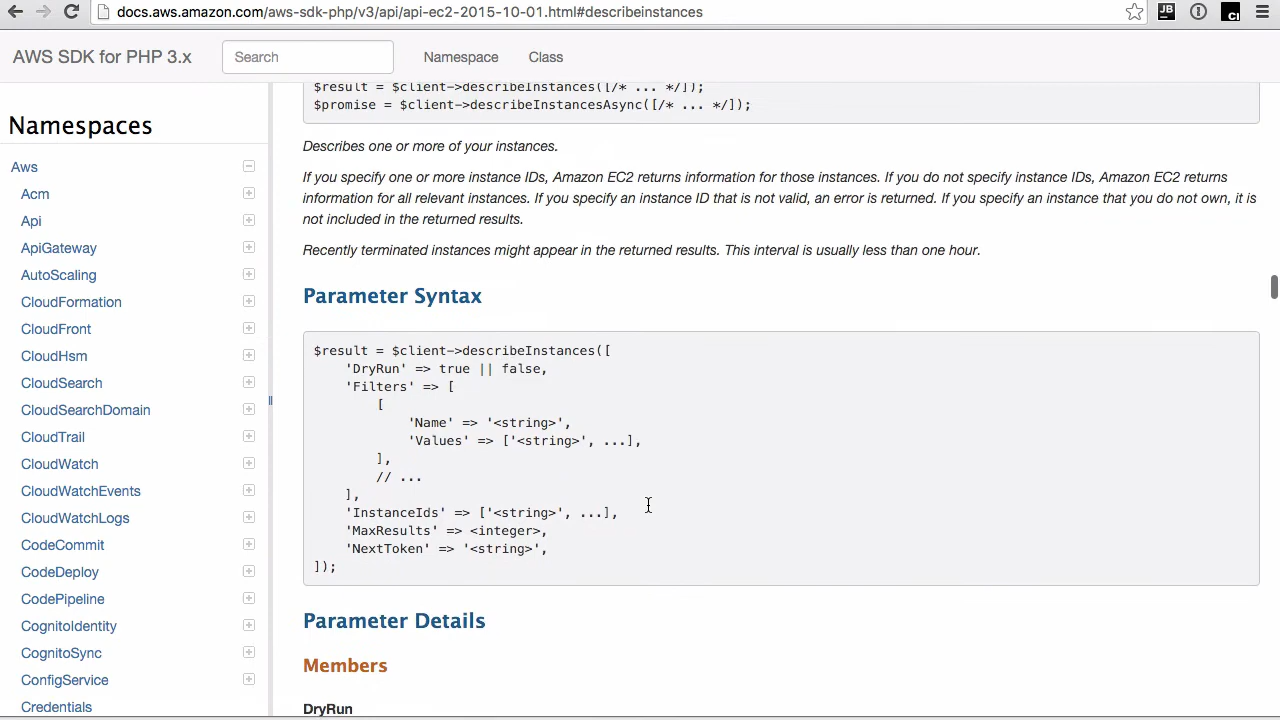 docs.aws.amazon.com/aws-sdk-php/v3/api/api-ec2-2015-10-01.html#describeinstances
JB
AWS SDK for PHP 3.x
Search
Namespace
Class
Namespaces
Aws
Acm
Api
ApiGateway
AutoScaling
CloudFormation
CloudFront
CloudHsm
CloudSearch
CloudSearchDomain
CloudTrail
CloudWatch
CloudWatchEvents
CloudWatchLogs
CodeCommit
CodeDeploy
CodePipeline
CognitoIdentity
CognitoSync
ConfigService
Credentials
$result = $client->describeInstances([/* ... */]);
$promise = $client->describeInstancesAsync([/* ... */]);
Describes one or more of your instances.
If you specify one or more instance IDs, Amazon EC2 returns information for those instances. If you do not specify instance IDs, Amazon EC2 returns
information for all relevant instances. If you specify an instance ID that is not valid, an error is returned. If you specify an instance that you do not own, it is
not included in the returned results.
Recently terminated instances might appear in the returned results. This interval is usually less than one hour.
Parameter Syntax
$result = $client->describeInstances([
    'DryRun' => true || false,
    'Filters' => [
        [
            'Name' => '<string>',
            'Values' => ['<string>', ...],
        ],
        // ...
    ],
    'InstanceIds' => ['<string>', ...],
    'MaxResults' => <integer>,
    'NextToken' => '<string>',
]);
Parameter Details
Members
DryRun